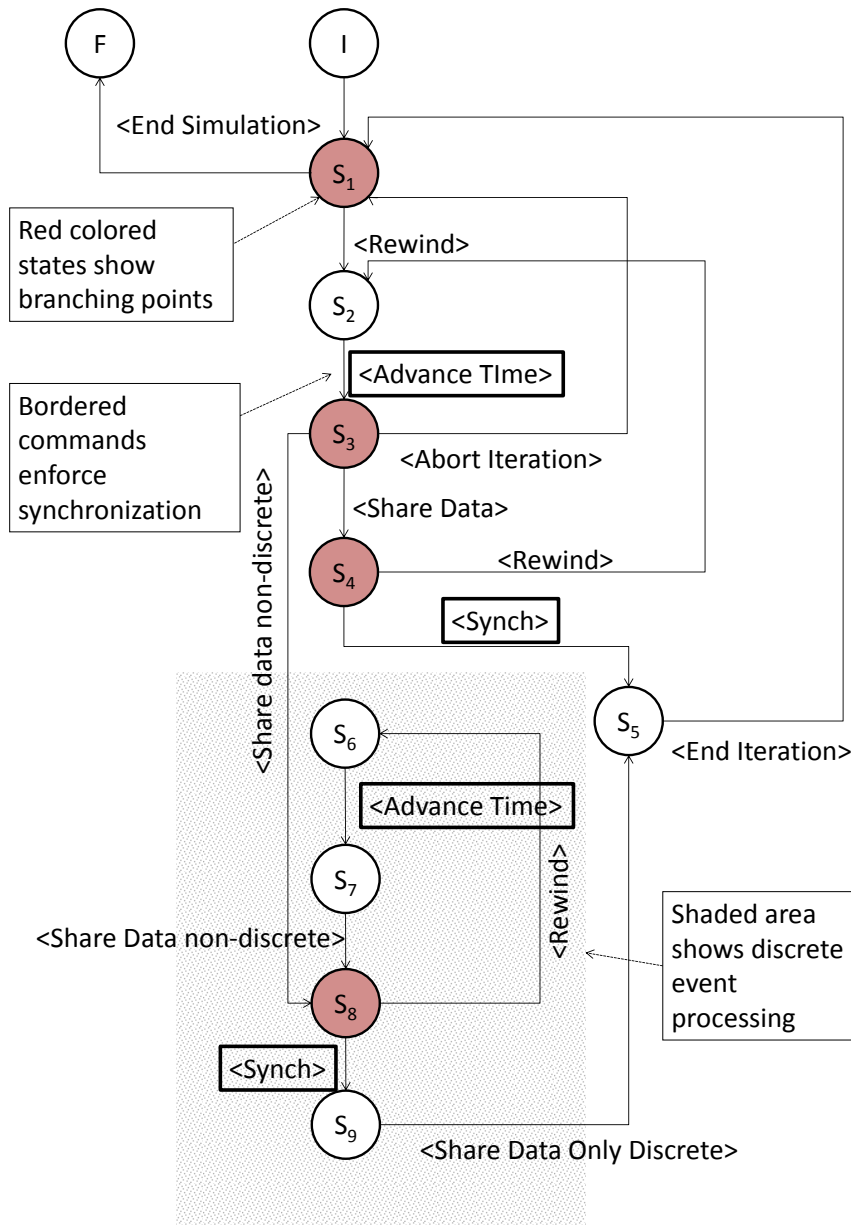 F
I
<End Simulation>
S1
Red colored
states show
branching points
<Rewind>
S2
<Advance TIme>
Bordered
commands
enforce
synchronization
S3
<Abort Iteration>
<Share Data>
<Share data non-discrete>
S4
<Rewind>
<Synch>
S5
<End Iteration>
S6
<Advance Time>
S7
<Rewind>
<Share Data non-discrete>
Shaded area
shows discrete
event
processing
S8
<Synch>
S9
<Share Data Only Discrete>